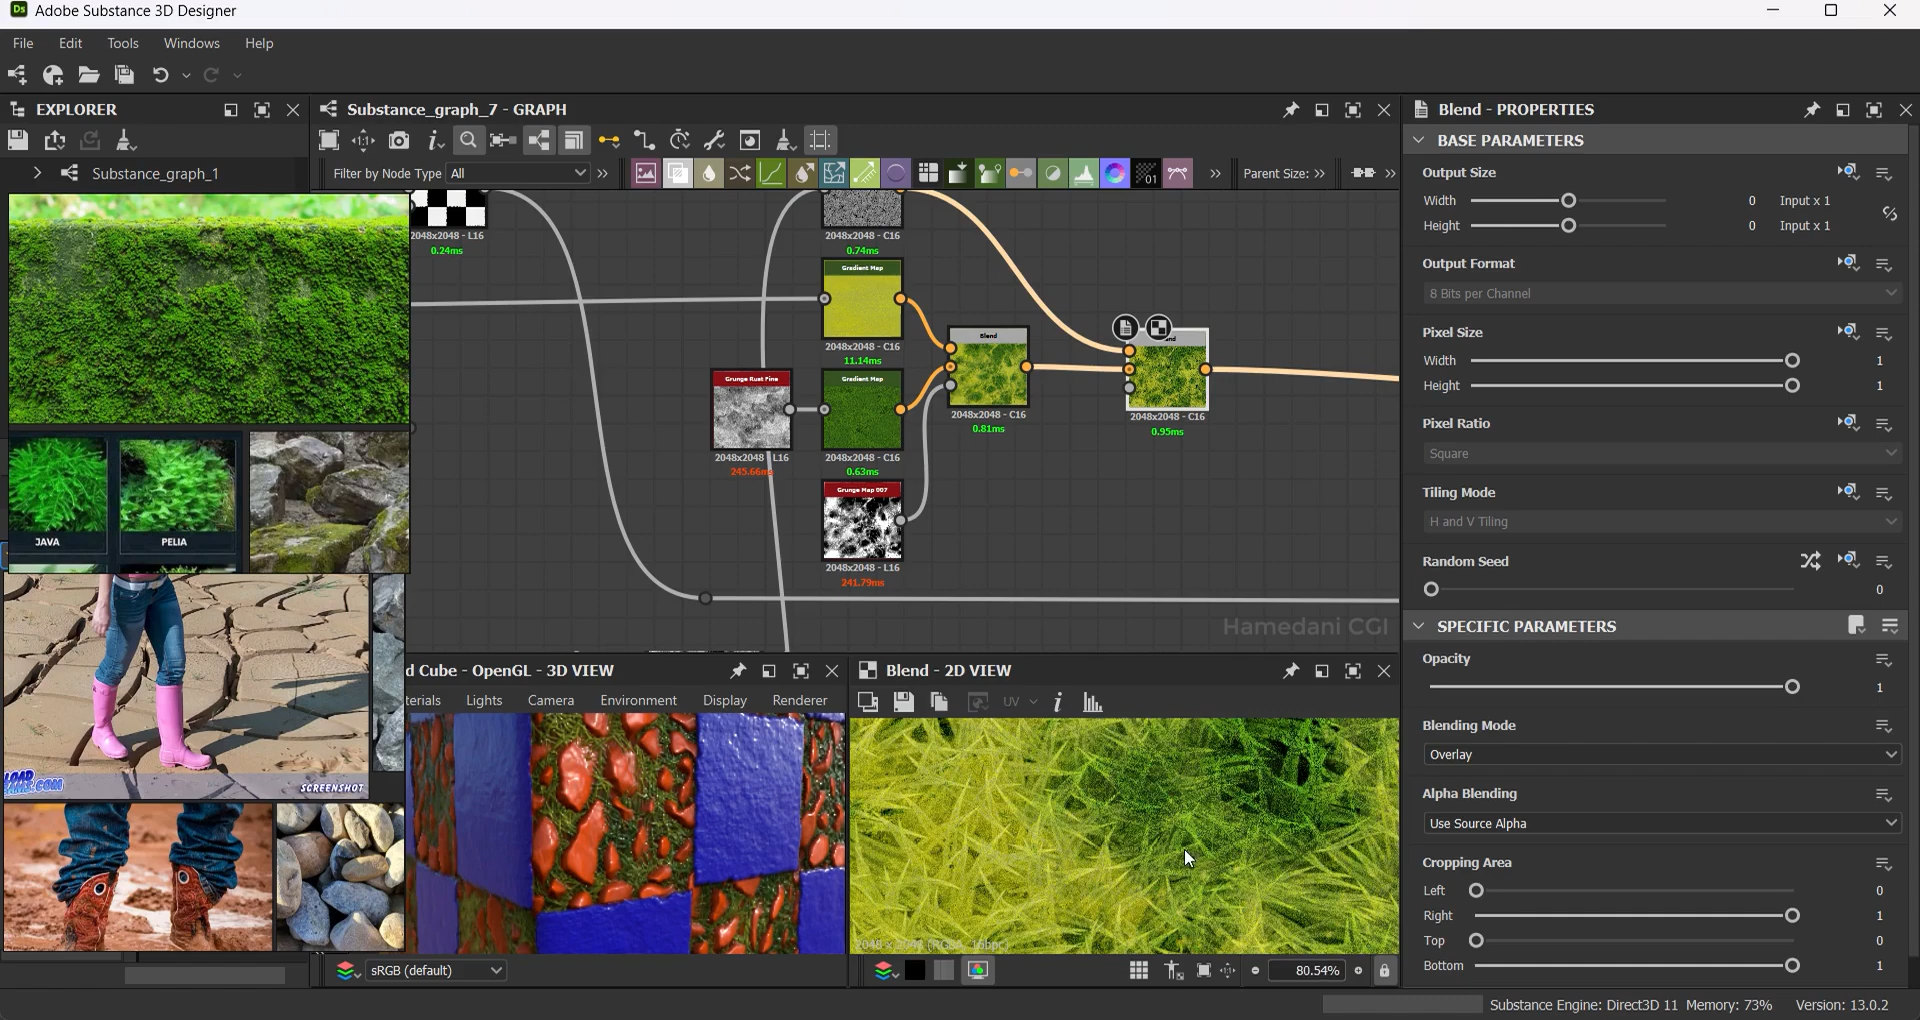 Ds Adobe Substance 3D Designer
File Edit Tools Windows Help
EXPLORER
Substance_graph_1
JAVA
PELIA
SCREENSHOT
Substance_graph_7 - GRAPH
Filter by Node Type All
01
Parent Size:
2048x2048 - L16
0.24ms
2048x2048 - C16
0.74ms
Gradient Map
2048x2048 - C16
11.14ms
Grunge Rust Fine
2048x2048 L16
245.66ms
Gradient Map
2048x2048 - C16
0.63ms
Grunge Map 007
2048x2048 - L16
241.79ms
Blend
2048x2048 - C16
0.81ms
2048x2048 - C16
0.95ms
Hamedani CGI
d Cube - OpenGL - 3D VIEW
terials Lights Camera Environment Display Renderer
sRGB (default)
Blend - 2D VIEW
UV
2048 x 2048 (RGBA, 16bpc)
80.54%
Blend - PROPERTIES
BASE PARAMETERS
Output Size
Width 0 Input x 1
Height 0 Input x 1
Output Format
8 Bits per Channel
Pixel Size
Width 1
Height 1
Pixel Ratio
Square
Tiling Mode
H and V Tiling
Random Seed
0
SPECIFIC PARAMETERS
Opacity
1
Blending Mode
Overlay
Alpha Blending
Use Source Alpha
Cropping Area
Left 0
Right 1
Top 0
Bottom 1
Substance Engine: Direct3D 11 Memory: 73% Version: 13.0.2